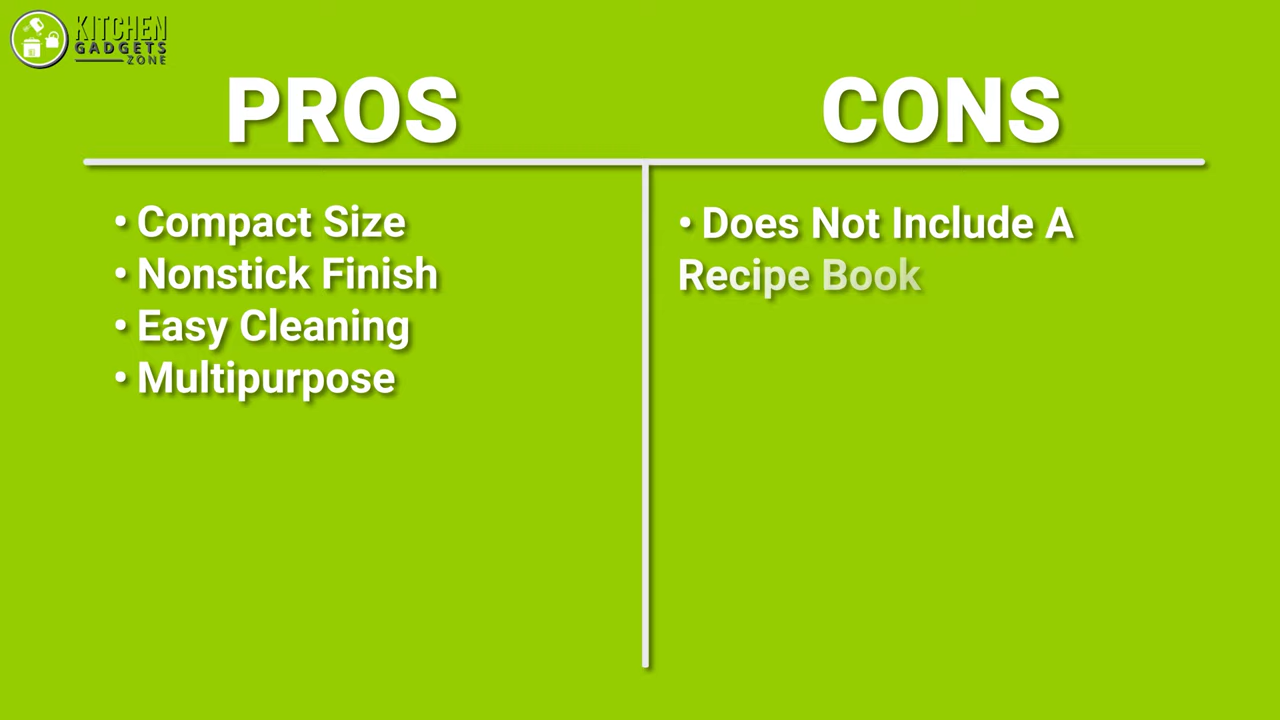 KITCHEN
GADGETS
ZONE
PROS
CONS
• Compact Size
• Nonstick Finish
• Easy Cleaning
• Multipurpose
• Does Not Include A
Recipe Book